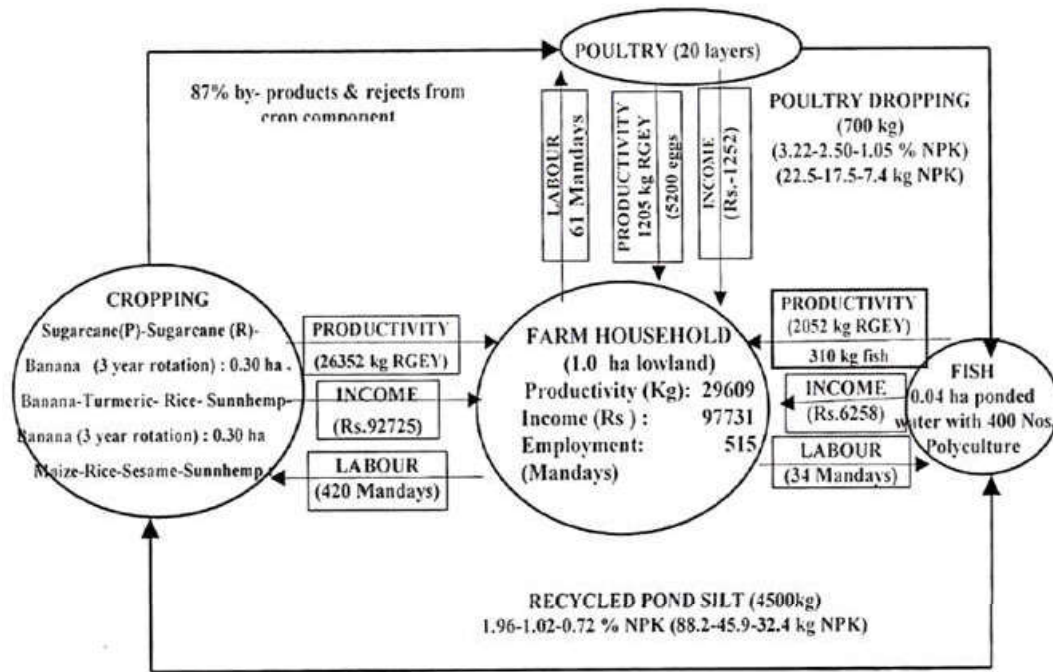 POULTRY (20 layers)
87% by- products & rejects from
crop component
LABOUR
61 Mandays
PRODUCTIVITY
1205 kg RGEY
(5200 eggs
INCOME
(Rs.-1252)
POULTRY DROPPING
(700 kg)
(3.22-2.50-1.05 % NPK)
(22.5-17.5-7.4 kg NPK)
CROPPING
Sugarcane(P)-Sugarcane (R)-
Banana (3 year rotation) : 0.30 ha .
Banana-Turmeric- Rice- Sunnhemp-
Banana (3 year rotation) : 0.30 ha
Maize-Rice-Sesame-Sunnhemp :
PRODUCTIVITY
(26352 kg RGEY)
INCOME
(Rs.92725)
LABOUR
(420 Mandays)
FARM HOUSEHOLD
(1.0 ha lowland)
Productivity (Kg): 29609
Income (Rs ) : 97731
Employment: 515
(Mandays)
PRODUCTIVITY
(2052 kg RGEY)
310 kg fish
INCOME
(Rs.6258)
LABOUR
(34 Mandays)
FISH
0.04 ha ponded
water with 400 Nos
Polyculture
RECYCLED POND SILT (4500kg)
1.96-1.02-0.72 % NPK (88.2-45.9-32.4 kg NPK)